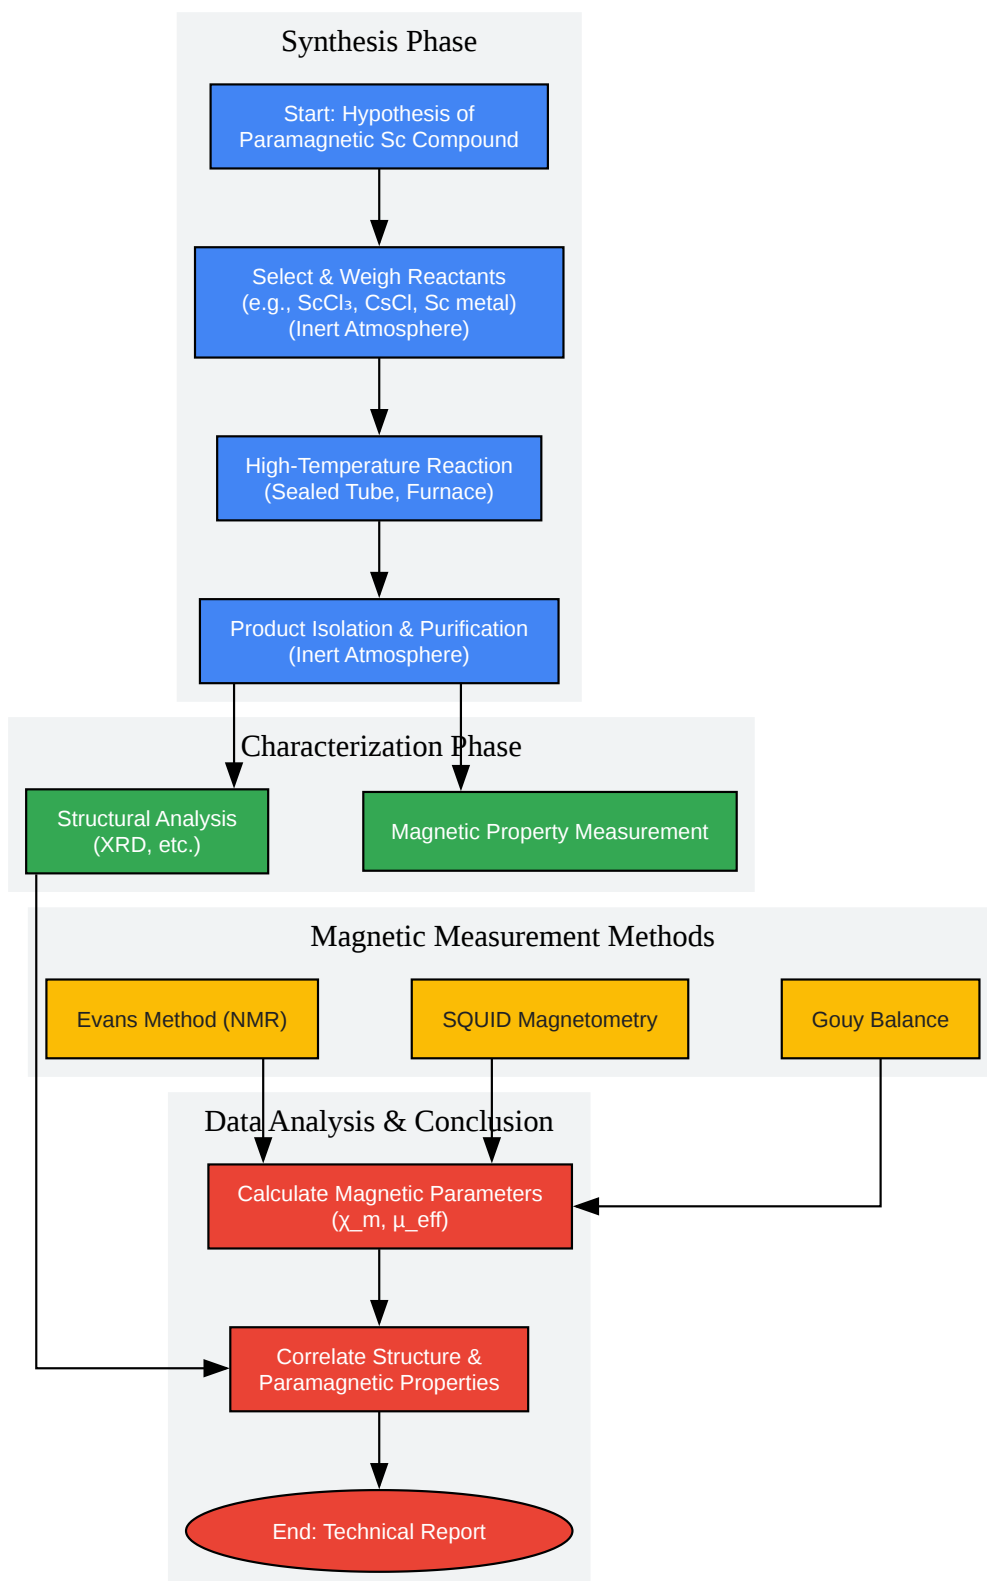 Synthesis Phase
Start: Hypothesis of
Paramagnetic Sc Compound
Select & Weigh Reactants
(e.g., ScCl₃, CsCl, Sc metal)
(Inert Atmosphere)
High-Temperature Reaction
(Sealed Tube, Furnace)
Product Isolation & Purification
(Inert Atmosphere)
Characterization Phase
Structural Analysis
(XRD, etc.)
Magnetic Property Measurement
Magnetic Measurement Methods
Evans Method (NMR)
SQUID Magnetometry
Gouy Balance
Data Analysis & Conclusion
Calculate Magnetic Parameters
(χ_m, µ_eff)
Correlate Structure &
Paramagnetic Properties
End: Technical Report